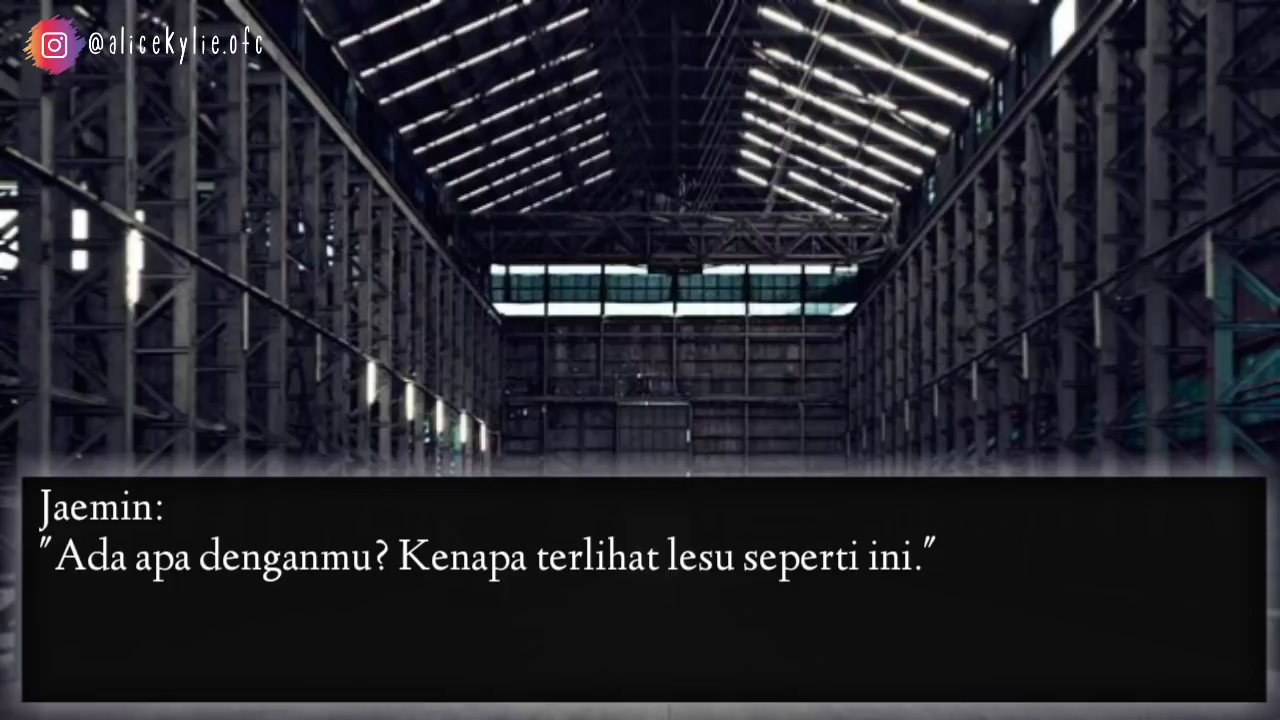 @aliceKylie.ofc
Jaemin:
"Ada apa denganmu? Kenapa terlihat lesu seperti ini."